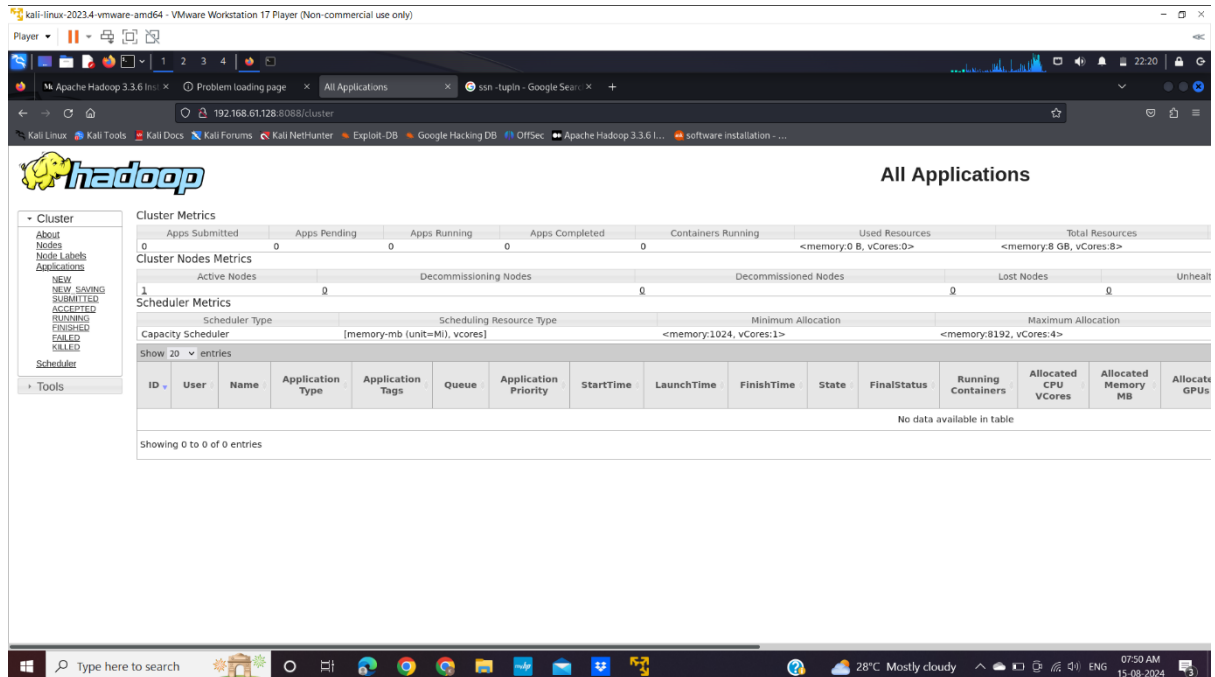 kali-linux-2023.4-vmware-amd64 - VMware Workstation 17 Player (Non-commercial use only)
Player
1 2 3 4
22:20
Apache Hadoop 3.3.6 Ins
Problem loading page
All Applications
ssn -tupln - Google Sear
192.168.61.128:8088/cluster
Kali Linux Kali Tools Kali Docs Kali Forums Kali NetHunter Exploit-DB Google Hacking DB OffSec Apache Hadoop 3.3.6 I... software installation - ...
hadoop
All Applications
Cluster
About
Nodes
Node Labels
Applications
NEW
NEW_SAVING
SUBMITTED
ACCEPTED
RUNNING
FINISHED
FAILED
KILLED
Scheduler
Tools
Cluster Metrics
Apps Submitted Apps Pending Apps Running Apps Completed Containers Running Used Resources Total Resources
0 0 0 0 0 <memory:0 B, vCores:0> <memory:8 GB, vCores:8>
Cluster Nodes Metrics
Active Nodes Decommissioning Nodes Decommissioned Nodes Lost Nodes Unhealt
1 0 0 0 0
Scheduler Metrics
Scheduler Type Scheduling Resource Type Minimum Allocation Maximum Allocation
Capacity Scheduler [memory-mb (unit=Mi), vcores] <memory:1024, vCores:1> <memory:8192, vCores:4>
Show 20 entries
ID User Name Application Type Application Tags Queue Application Priority StartTime LaunchTime FinishTime State FinalStatus Running Containers Allocated CPU VCores Allocated Memory MB Allocate GPUs
No data available in table
Showing 0 to 0 of 0 entries
Type here to search
28°C Mostly cloudy
ENG
07:50 AM
15-08-2024